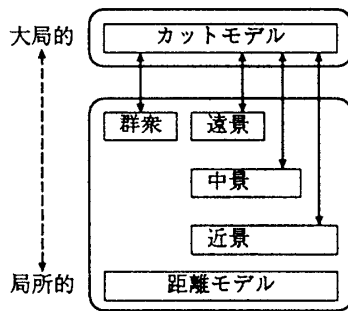 大局的
カットモデル
群衆
遠景
中景
近景
局所的
距離モデル